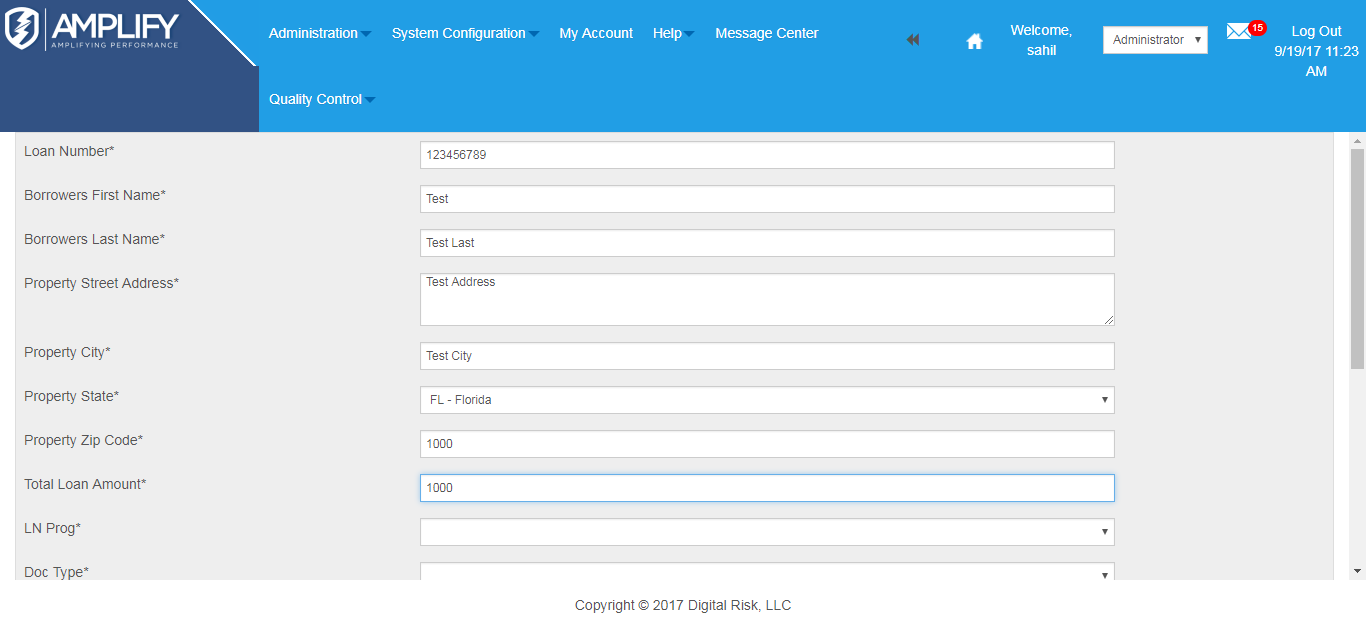 AMPLIFY
AMPLIFYING PERFORMANCE
Administration
System Configuration
My Account
Help
Message Center
Welcome,
sahil
Administrator
15
Log Out
9/19/17 11:23
AM
Quality Control
Loan Number*
123456789
Borrowers First Name*
Test
Borrowers Last Name*
Test Last
Property Street Address*
Test Address
Property City*
Test City
Property State*
FL - Florida
Property Zip Code*
1000
Total Loan Amount*
1000
LN Prog*
Doc Type*
Copyright © 2017 Digital Risk, LLC